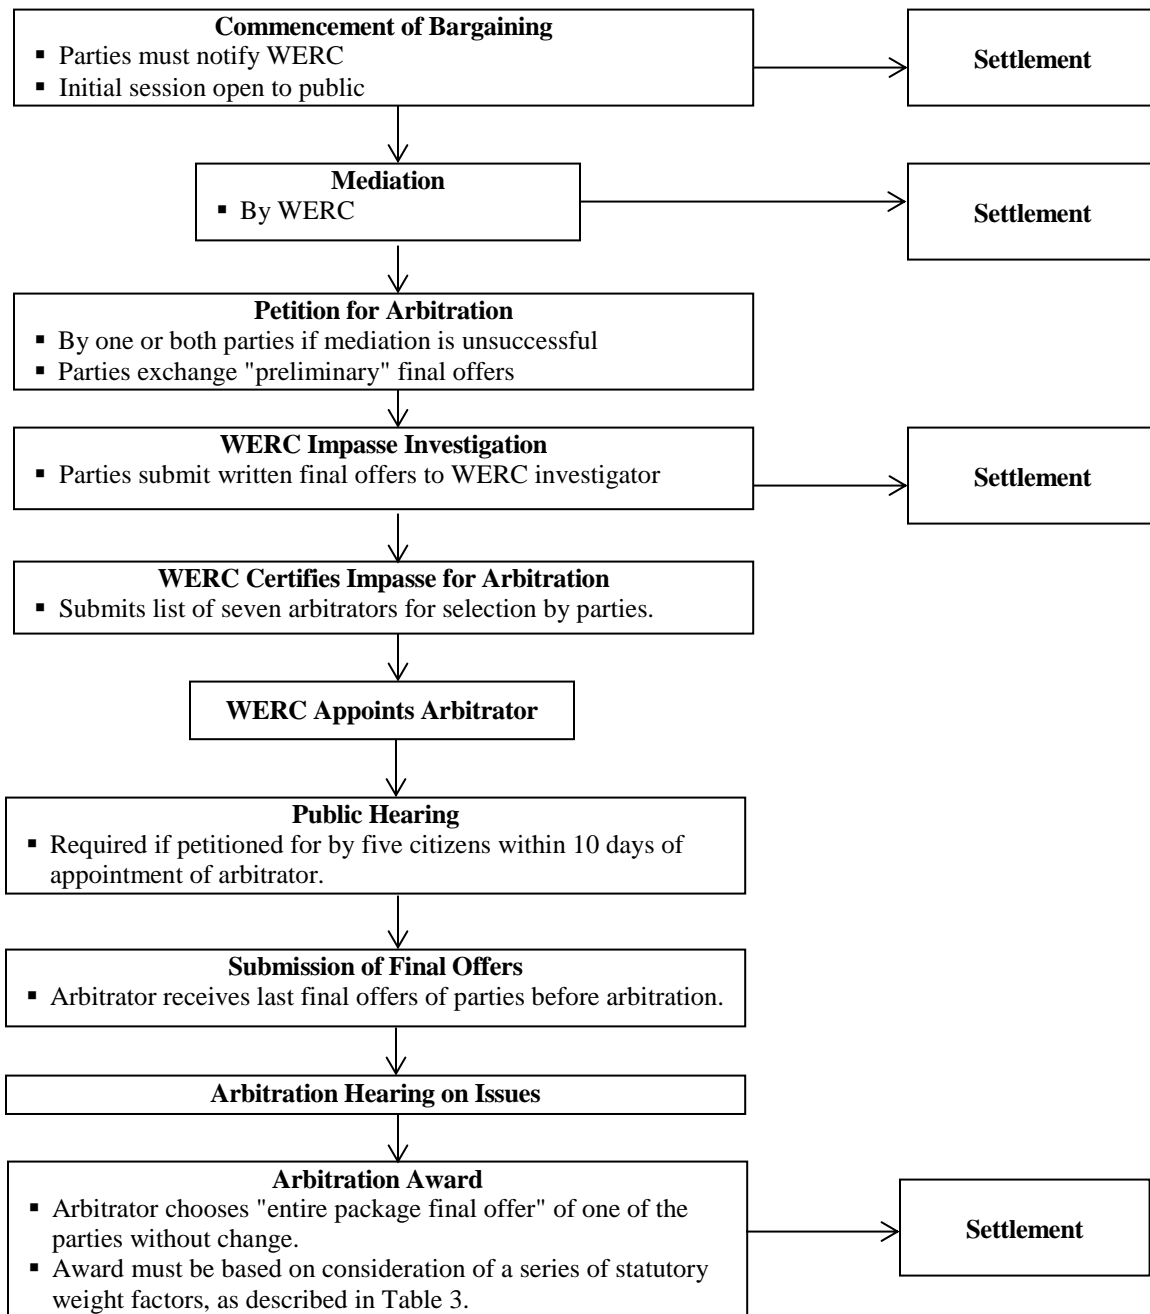 Commencement of Bargaining
▪ Parties must notify WERC
▪ Initial session open to public
Settlement
Mediation
▪ By WERC
Settlement
Petition for Arbitration
▪ By one or both parties if mediation is unsuccessful
▪ Parties exchange "preliminary" final offers
WERC Impasse Investigation
▪ Parties submit written final offers to WERC investigator
Settlement
WERC Certifies Impasse for Arbitration
▪ Submits list of seven arbitrators for selection by parties.
WERC Appoints Arbitrator
Public Hearing
▪ Required if petitioned for by five citizens within 10 days of
appointment of arbitrator.
Submission of Final Offers
▪ Arbitrator receives last final offers of parties before arbitration.
Arbitration Hearing on Issues
Arbitration Award
▪ Arbitrator chooses "entire package final offer" of one of the
parties without change.
▪ Award must be based on consideration of a series of statutory
weight factors, as described in Table 3.
Settlement